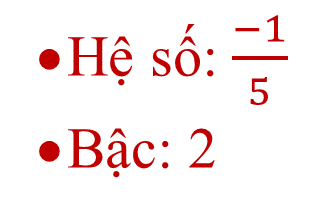 •Hệ số: −1/5
•Bậc: 2